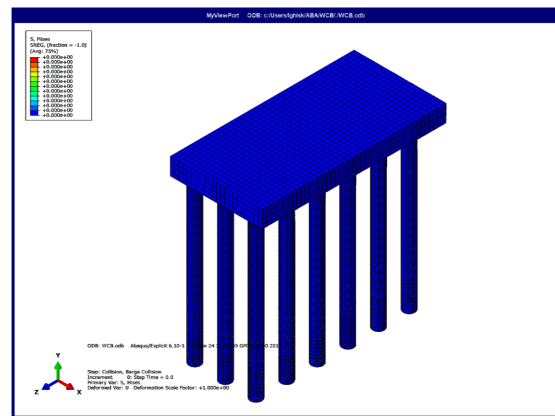 MyViewPort ODB: c:/Users/fghisk/ABA/WCB/./WCB.odb
S, Mises
SNEG, (fraction = -1.0)
(Avg: 75%)
+0.000e+00
+0.000e+00
+0.000e+00
+0.000e+00
+0.000e+00
+0.000e+00
+0.000e+00
+0.000e+00
+0.000e+00
+0.000e+00
+0.000e+00
+0.000e+00
+0.000e+00
ODB: WCB.odb Abaqus/Explicit 6.10-1
Y
Z X
Step: Collision, Barge Collision
Increment 0: Step Time = 0.0
Primary Var: S, Mises
Deformed Var: U Deformation Scale Factor: +1.000e+00